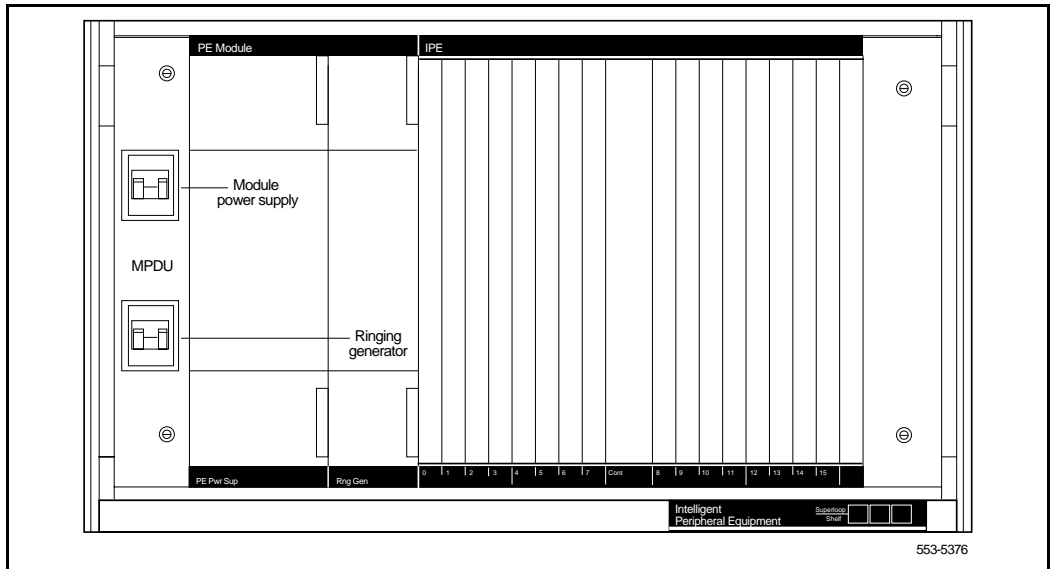 PE Module
IPE
Module
power supply
MPDU
Ringing
generator
PE Pwr Sup
Rng Gen
0 1 2 3 4 5 6 7 Cont 8 9 10 11 12 13 14 15
Intelligent
Peripheral Equipment
Superloop
Shelf
553-5376